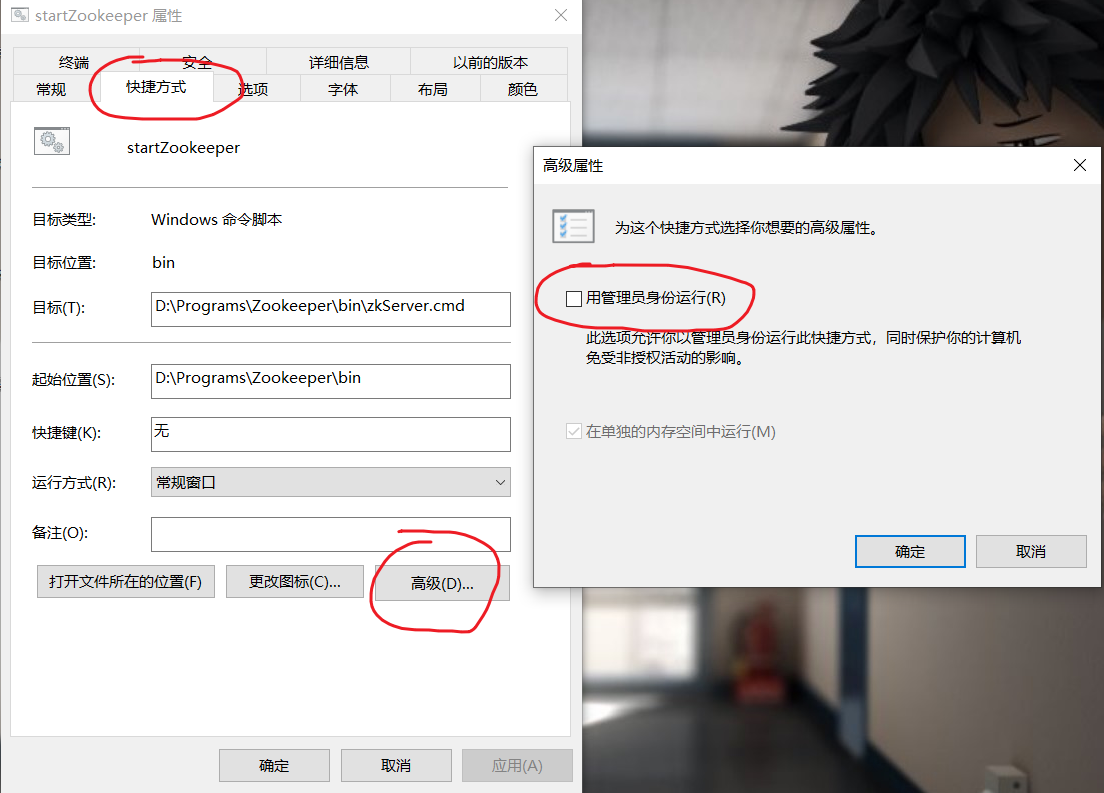 startZookeeper 属性
终端 安全 详细信息 以前的版本
常规 快捷方式 选项 字体 布局 颜色
startZookeeper
目标类型: Windows 命令脚本
目标位置: bin
目标(T): D:\Programs\Zookeeper\bin\zkServer.cmd
起始位置(S): D:\Programs\Zookeeper\bin
快捷键(K): 无
运行方式(R): 常规窗口
备注(O):
打开文件所在的位置(F) 更改图标(C)... 高级(D)...
确定 取消 应用(A)
高级属性
为这个快捷方式选择你想要的高级属性。
用管理员身份运行(R)
此选项允许你以管理员身份运行此快捷方式，同时保护你的计算机
免受非授权活动的影响。
在单独的内存空间中运行(M)
确定 取消